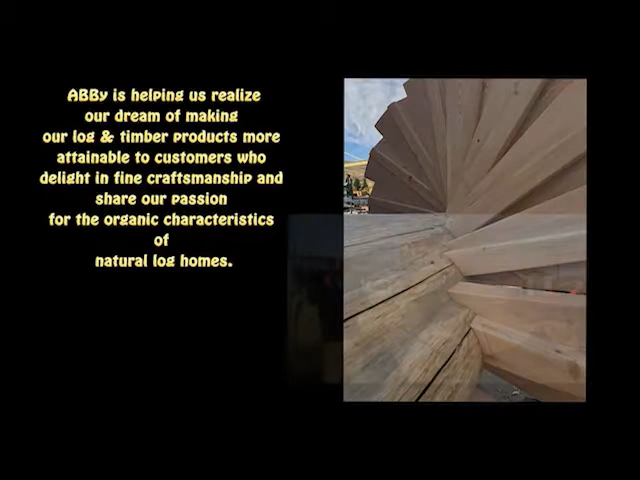 ABBy is helping us realize
our dream of making
our log & timber products more
attainable to customers who
delight in fine craftsmanship and
share our passion
for the organic characteristics
of
natural log homes.